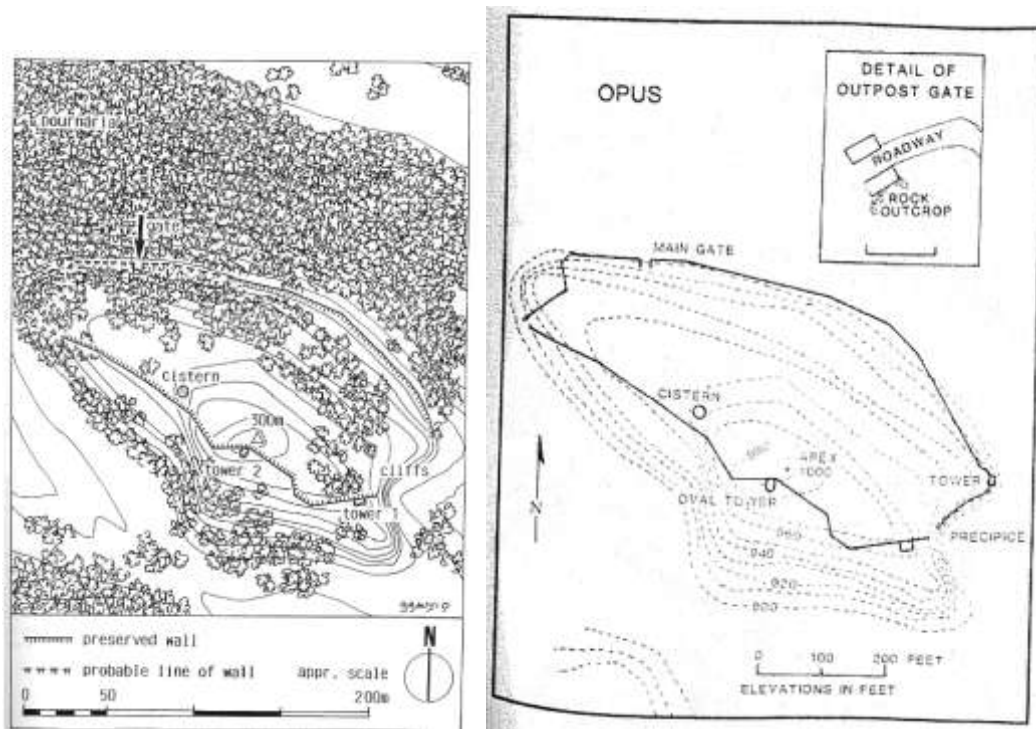 pournaria
gate
Cistern
300m
cliffs
tower 2
tower 1
preserved wall
N
probable line of wall
appr. scale
0
50
200m
OPUS
DETAIL OF
OUTPOST GATE
ROADWAY
ROCK
OUTCROP
MAIN GATE
CISTERN
980
APEX
1000
TOWER
OVAL TOWER
N
PRECIPICE
960
940
920
900
0 100 200 FEET
ELEVATIONS IN FEET